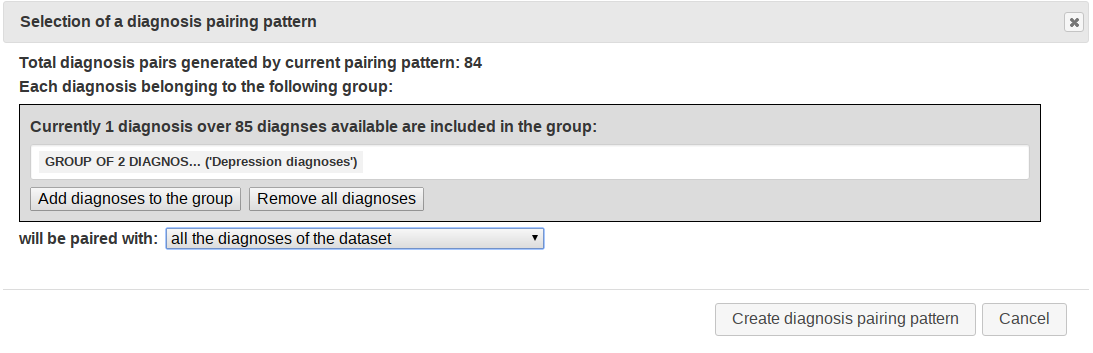 Selection of a diagnosis pairing pattern
Total diagnosis pairs generated by current pairing pattern: 84
Each diagnosis belonging to the following group:
Currently 1 diagnosis over 85 diagnses available are included in the group:
GROUP OF 2 DIAGNOS... ('Depression diagnoses')
Add diagnoses to the group Remove all diagnoses
will be paired with: all the diagnoses of the dataset
Create diagnosis pairing pattern Cancel